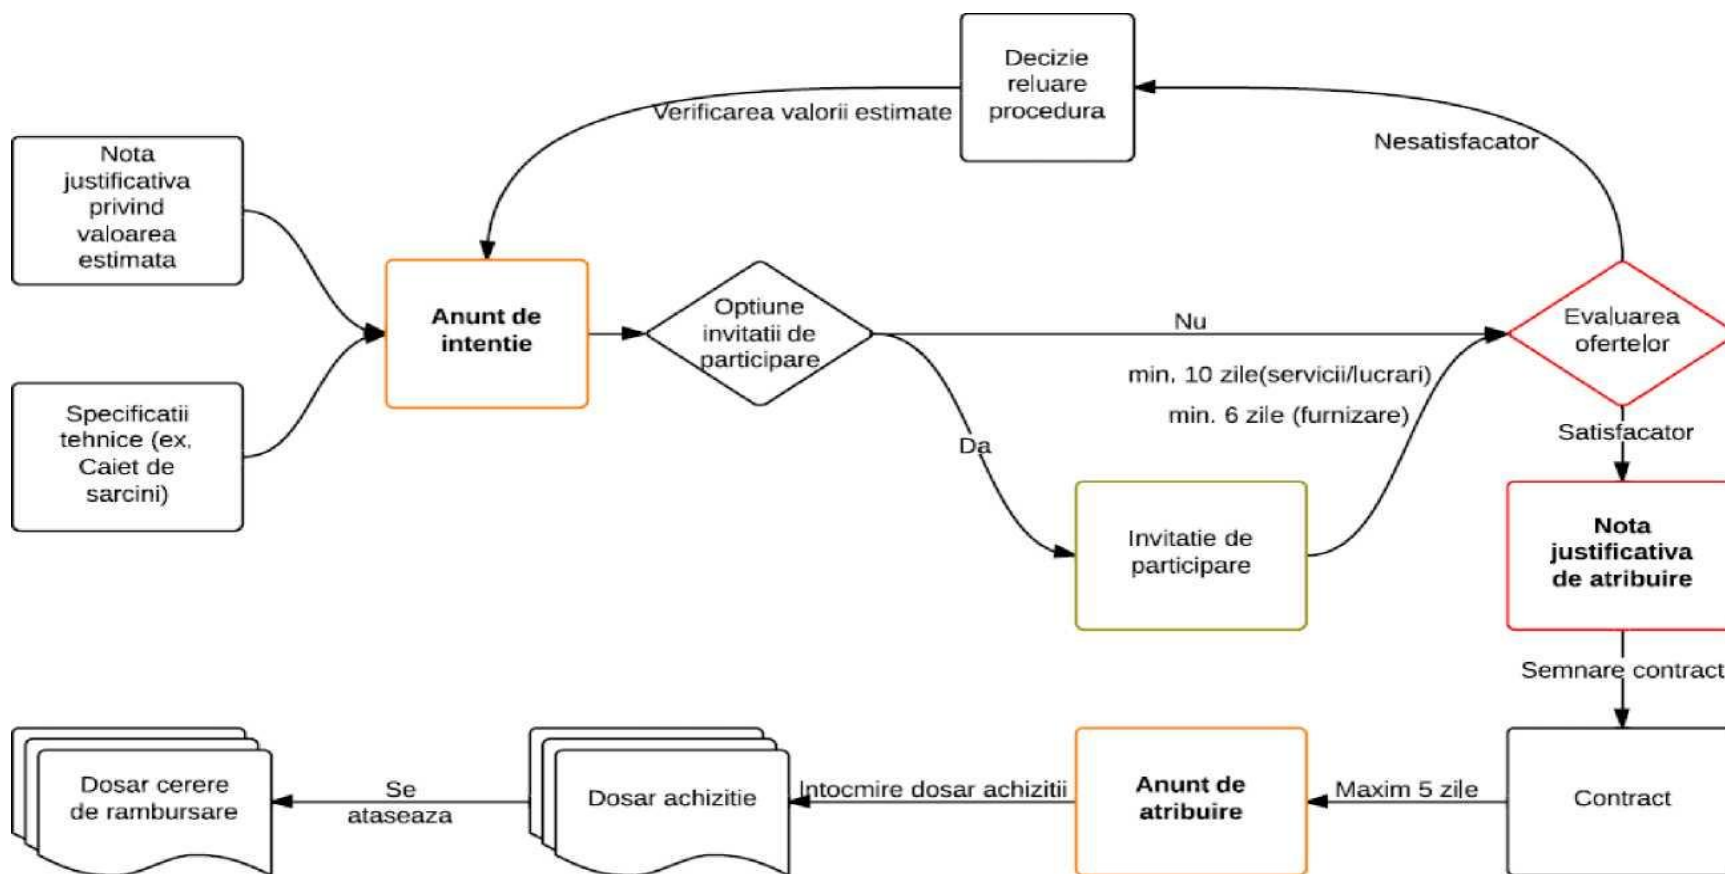 Decizie
reluare
procedura
Verificarea valorii estimate
Nesatisfacator
Nota
justificativa
privind
valoarea
estimata
Anunt de
intentie
Optiune
invitatii de
participare
Nu
Evaluarea
ofertelor
min. 10 zile(servicii/lucrari)
min. 6 zile (furnizare)
Specificatii
tehnice (ex.
Caiet de
sarcini)
Da
Satisfacator
Invitatie de
participare
Nota
justificativa
de atribuire
Semnare contract
Dosar cerere
de rambursare
Se
ataseaza
Dosar achizitie
Intocmire dosar achizitii
Anunt de
atribuire
Maxim 5 zile
Contract